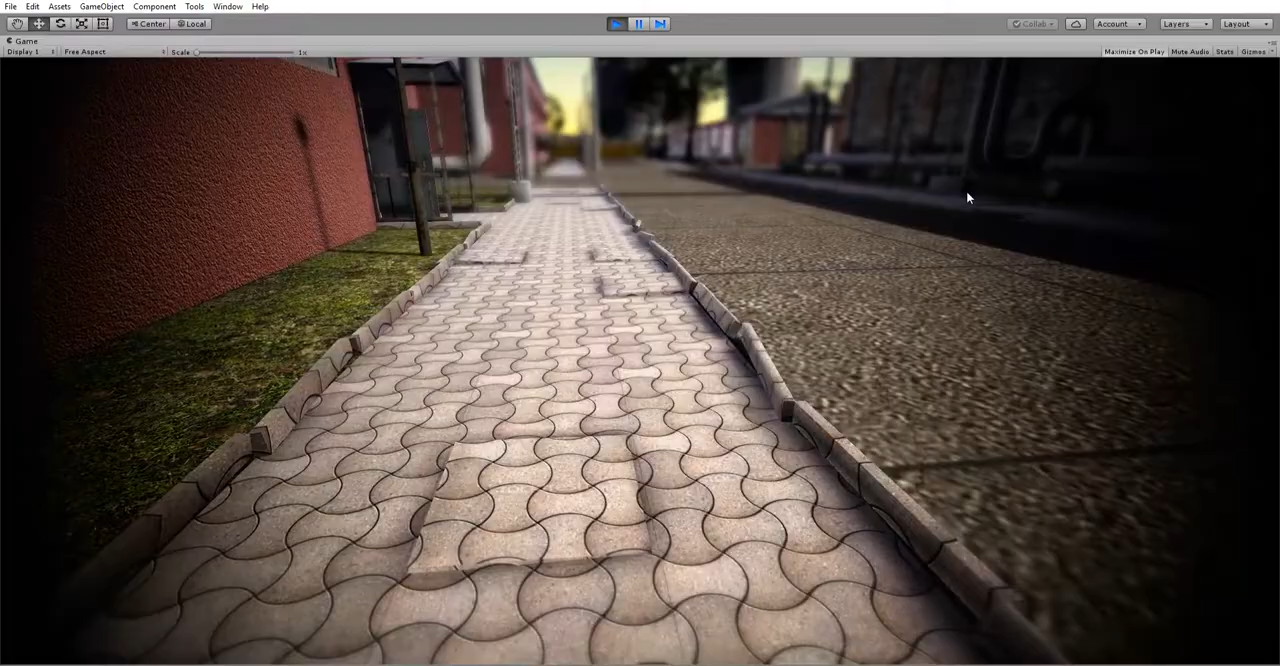 File Edit Assets GameObject Component Tools Window Help
Center Local Collab Account Layers Layout
Game
Display 1 Free Aspect Scale 1x Maximize On Play Mute Audio Stats Gizmos